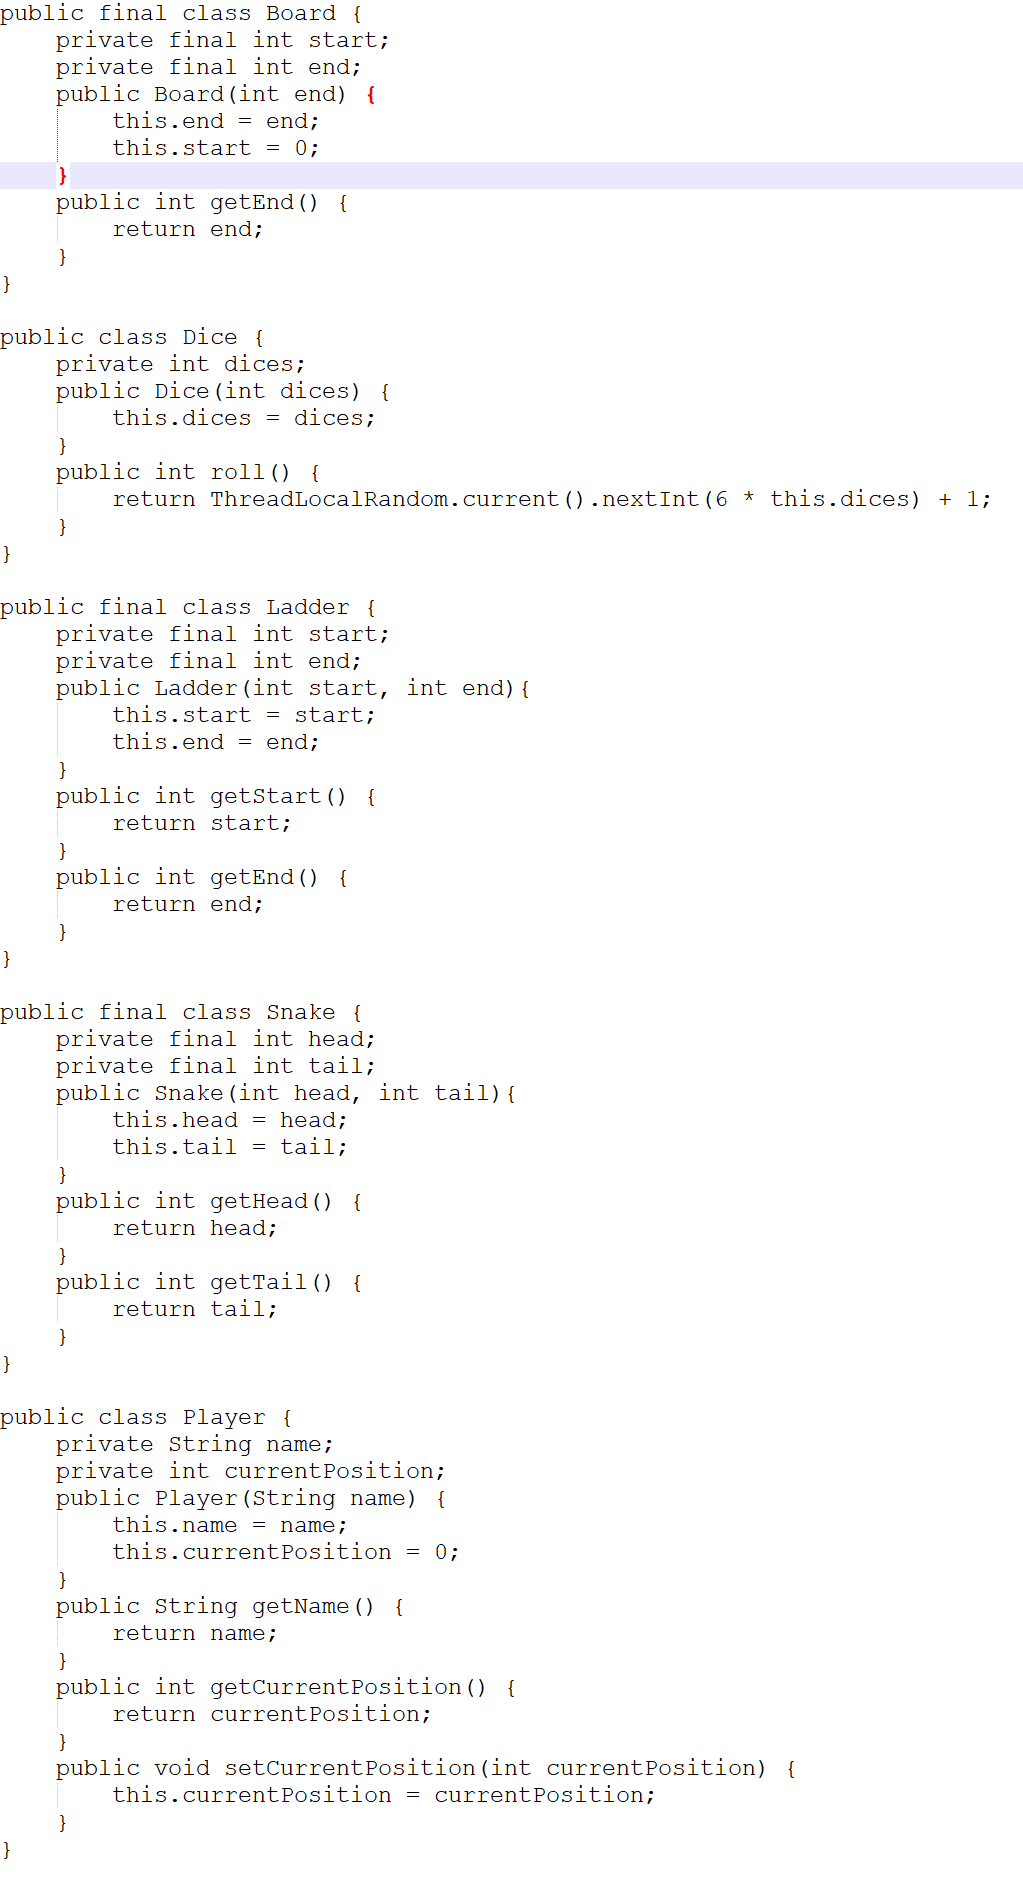 public final class Board {
    private final int start;
    private final int end;
    public Board(int end) {
        this.end = end;
        this.start = 0;
    }
    public int getEnd() {
        return end;
    }
}

public class Dice {
    private int dices;
    public Dice(int dices) {
        this.dices = dices;
    }
    public int roll() {
        return ThreadLocalRandom.current().nextInt(6 * this.dices) + 1;
    }
}

public final class Ladder {
    private final int start;
    private final int end;
    public Ladder(int start, int end){
        this.start = start;
        this.end = end;
    }
    public int getStart() {
        return start;
    }
    public int getEnd() {
        return end;
    }
}

public final class Snake {
    private final int head;
    private final int tail;
    public Snake(int head, int tail){
        this.head = head;
        this.tail = tail;
    }
    public int getHead() {
        return head;
    }
    public int getTail() {
        return tail;
    }
}

public class Player {
    private String name;
    private int currentPosition;
    public Player(String name) {
        this.name = name;
        this.currentPosition = 0;
    }
    public String getName() {
        return name;
    }
    public int getCurrentPosition() {
        return currentPosition;
    }
    public void setCurrentPosition(int currentPosition) {
        this.currentPosition = currentPosition;
    }
}